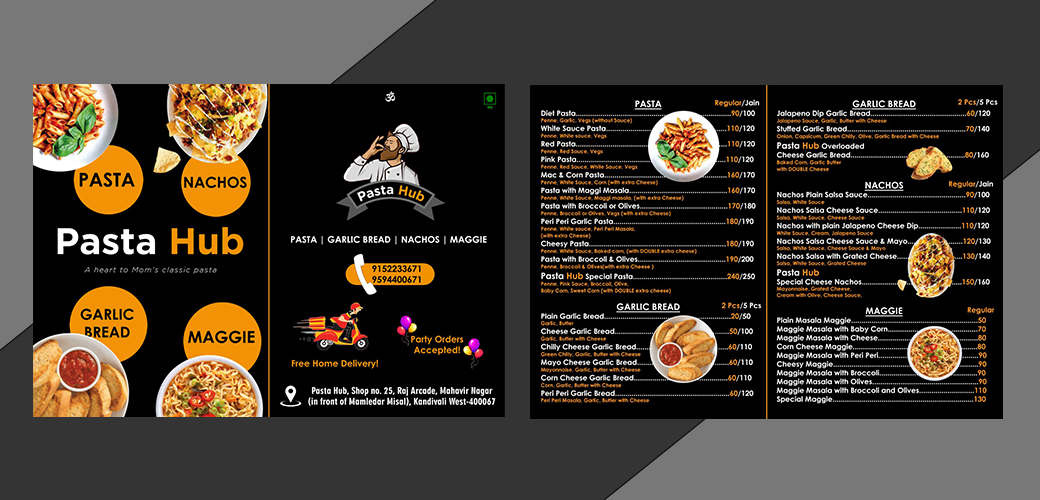 PASTA
NACHOS
Pasta Hub
A heart to Mom's classic pasta
GARLIC
BREAD
MAGGIE
ॐ
Pasta Hub
PASTA | GARLIC BREAD | NACHOS | MAGGIE
9152233671
9594400671
Party Orders
Accepted!
Free Home Delivery!
Pasta Hub, Shop no. 25, Raj Arcade, Mahavir Nagar
(in front of Mamledar Misal), Kandivali West-400067
PASTA Regular/Jain
Diet Pasta 90/100
Penne, Garlic, Vegs (without Sauce)
White Sauce Pasta 110/120
Penne, White sauce, Vegs
Red Pasta 110/120
Penne, Red Sauce, Vegs
Pink Pasta 110/120
Penne, Red Sauce, White Sauce, Vegs
Mac & Corn Pasta 160/170
Penne, White Sauce, Corn (with extra Cheese)
Pasta with Maggi Masala 160/170
Penne, White Sauce, Maggi masala, (with extra Cheese)
Pasta with Broccoli or Olives 170/180
Penne, Broccoli or Olives, Vegs (with extra Cheese)
Peri Peri Garlic Pasta 180/190
Penne, White sauce, Peri Peri Masala,
(with extra Cheese)
Cheesy Pasta 180/190
Penne, White Sauce, Baked corn, (with DOUBLE extra cheese)
Pasta with Broccoli & Olives 190/200
Penne, Broccoli & Olives(with extra Cheese )
Pasta Hub Special Pasta 240/250
Penne, Pink Sauce, Broccoli, Olive,
Baby Corn, Sweet Corn (with DOUBLE extra cheese)
GARLIC BREAD 2 Pcs/5 Pcs
Plain Garlic Bread 20/50
Garlic, Butter
Cheese Garlic Bread 50/100
Garlic, Butter with Cheese
Chilly Cheese Garlic Bread 60/110
Green Chilly, Garlic, Butter with Cheese
Mayo Cheese Garlic Bread 60/110
Mayonnaise, Garlic, Butter with Cheese
Corn Cheese Garlic Bread 60/110
Corn, Garlic, Butter with Cheese
Peri Peri Garlic Bread 60/120
Peri Peri Masala, Garlic, Butter with Cheese
GARLIC BREAD 2 Pcs/5 Pcs
Jalapeno Dip Garlic Bread 60/120
Jalapeno Sauce, Garlic, Butter with Cheese
Stuffed Garlic Bread 70/140
Onion, Capsicum, Green Chilly, Olive, Garlic Bread with Cheese
Pasta Hub Overloaded
Cheese Garlic Bread 80/160
Baked Corn, Garlic Butter
with DOUBLE Cheese
NACHOS Regular/Jain
Nachos Plain Salsa Sauce 90/100
Salsa, White Sauce
Nachos Salsa Cheese Sauce 110/120
Salsa, White Sauce, Cheese Sauce
Nachos with plain Jalapeno Cheese Dip 110/120
White Sauce, Cream, Jalapeno Sauce
Nachos Salsa Cheese Sauce & Mayo 120/130
Salsa, White Sauce, Cheese Sauce & Mayo
Nachos Salsa with Grated Cheese 130/140
Salsa, White Sauce, Grated Cheese
Pasta Hub
Special Cheese Nachos 150/160
Mayonnaise, Grated Cheese,
Cream with Olive, Cheese Sauce,
MAGGIE Regular
Plain Masala Maggie 50
Maggie Masala with Baby Corn 70
Maggie Masala with Cheese 80
Corn Cheese Maggie 80
Maggie Masala with Peri Peri 90
Cheesy Maggie 90
Maggie Masala with Broccoli 90
Maggie Masala with Olives 90
Maggie Masala with Broccoli and Olives 110
Special Maggie 130